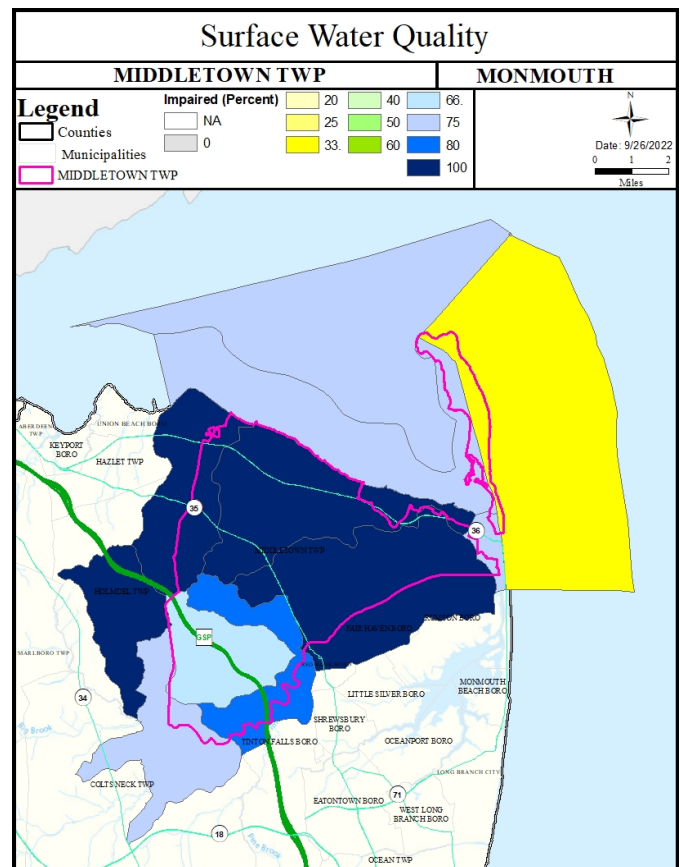 Surface Water Quality
MIDDLETOWN TWP
MONMOUTH
Legend
Counties
Municipalities
MIDDLETOWN TWP
Impaired (Percent)
NA
0
20
25
33.
40
50
60
66.
75
80
100
N
Date: 9/26/2022
0 1 2
Miles
ABERDEEN
TWP
KEYPORT
BORO
UNION BEACH BORO
HAZLET TWP
35
36
MIDDLETOWN TWP
HOLMDEL TWP
GSP
FAIR HAVEN BORO
RUMSON BORO
MARLBORO TWP
34
MONMOUTH
BEACH BORO
LITTLE SILVER BORO
SHREWSBURY
BORO
OCEANPORT BORO
TINTON FALLS BORO
LONG BRANCH CITY
COLTS NECK TWP
71
EATONTOWN BORO
WEST LONG
BRANCH BORO
18
Pine Brook
OCEAN TWP